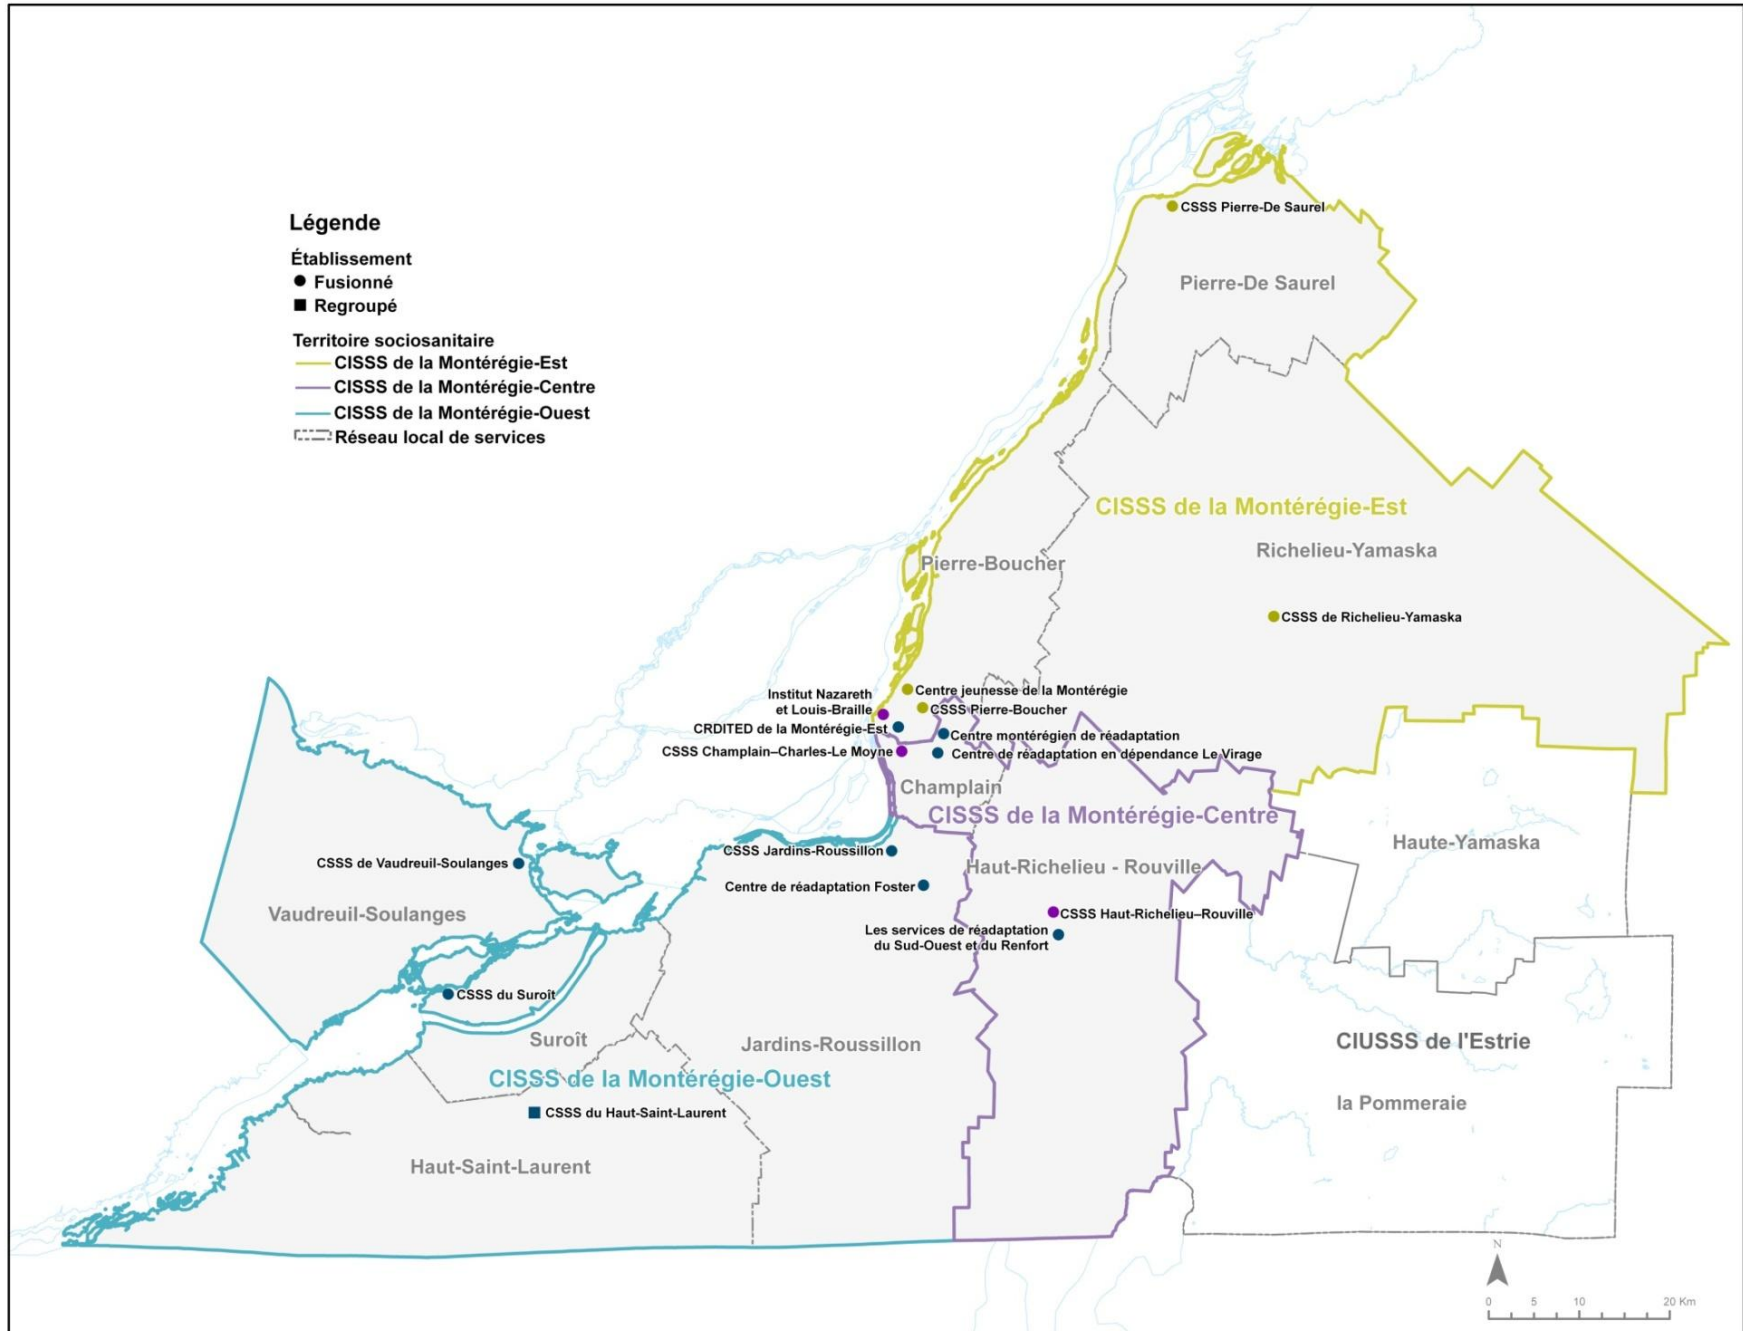 Légende
Établissement
Fusionné
Regroupé
Territoire sociosanitaire
CISSS de la Montérégie-Est
CISSS de la Montérégie-Centre
CISSS de la Montérégie-Ouest
Réseau local de services
CSSS Pierre-De Saurel
Pierre-De Saurel
CISSS de la Montérégie-Est
Richelieu-Yamaska
Pierre-Boucher
CSSS de Richelieu-Yamaska
Centre jeunesse de la Montérégie
Institut Nazareth
et Louis-Braille
CSSS Pierre-Boucher
CRDITED de la Montérégie-Est
Centre montérégien de réadaptation
CSSS Champlain–Charles-Le Moyne
Centre de réadaptation en dépendance Le Virage
Champlain
CISSS de la Montérégie-Centre
Haute-Yamaska
CSSS Jardins-Roussillon
CSSS de Vaudreuil-Soulanges
Haut-Richelieu - Rouville
Centre de réadaptation Foster
Vaudreuil-Soulanges
CSSS Haut-Richelieu–Rouville
Les services de réadaptation
du Sud-Ouest et du Renfort
CSSS du Suroît
Suroît
Jardins-Roussillon
CIUSSS de l'Estrie
CISSS de la Montérégie-Ouest
la Pommeraie
CSSS du Haut-Saint-Laurent
Haut-Saint-Laurent
N
0 5 10 20 Km